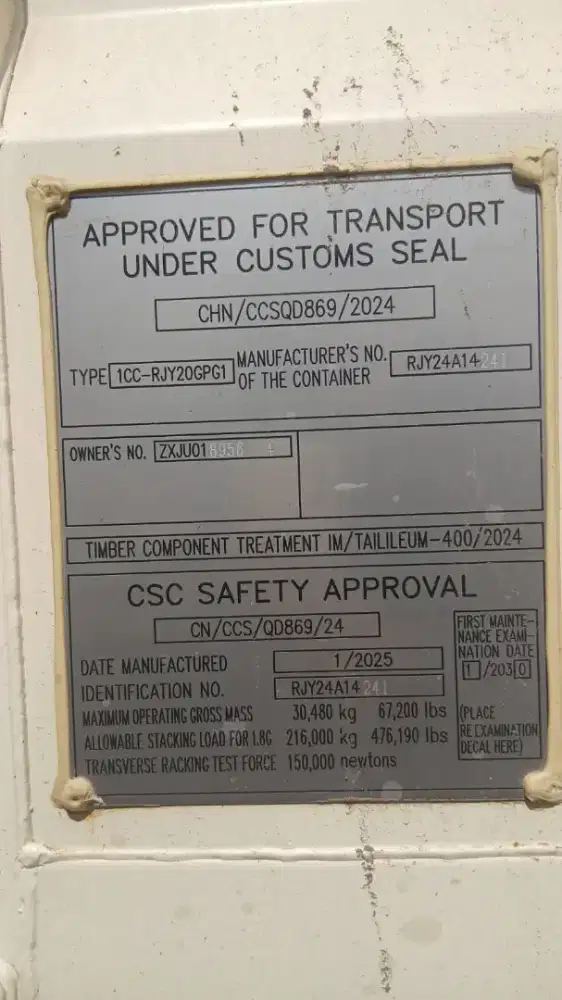 APPROVED FOR TRANSPORT
UNDER CUSTOMS SEAL
CHN/CCSQD869/2024
TYPE 1CC-RJY20GPG1 MANUFACTURER'S NO. OF THE CONTAINER RJY24A14241
OWNER'S NO. ZXJU01
TIMBER COMPONENT TREATMENT IM/TAILILEUM-400/2024
CSC SAFETY APPROVAL
CN/CCS/QD869/24
DATE MANUFACTURED 1/2025
IDENTIFICATION NO. RJY24A14241
MAXIMUM OPERATING GROSS MASS 30,480 kg 67,200 lbs
ALLOWABLE STACKING LOAD FOR 1.8G 216,000 kg 476,190 lbs
TRANSVERSE RACKING TEST FORCE 150,000 newtons
FIRST MAINTE-
NANCE EXAMI-
NATION DATE
1/2030
(PLACE
REEXAMINATION
DECAL HERE)